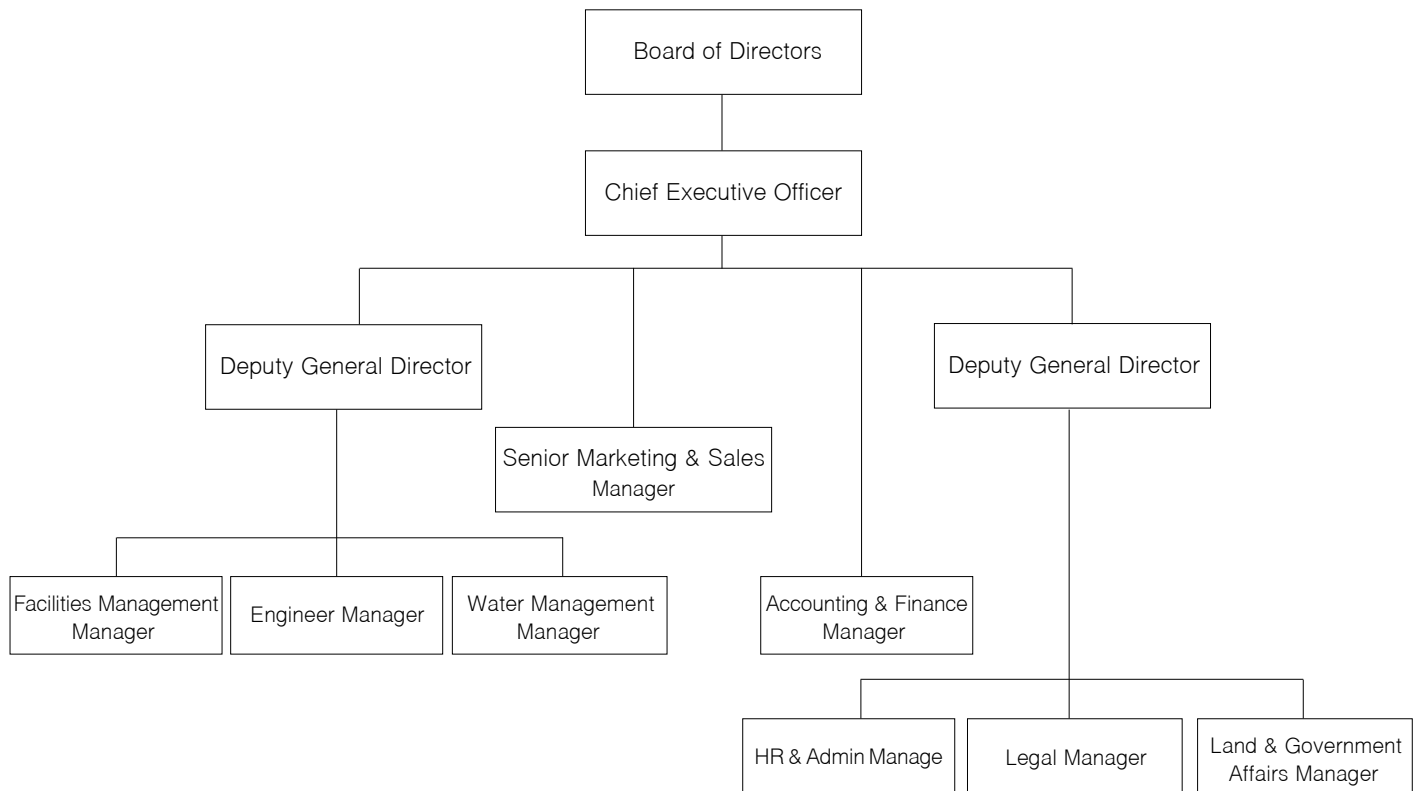 Board of Directors
Chief Executive Officer
Deputy General Director
Deputy General Director
Senior Marketing & Sales
Manager
Facilities Management
Manager
Engineer Manager
Water Management
Manager
Accounting & Finance
Manager
HR & Admin Manage
Legal Manager
Land & Government
Affairs Manager